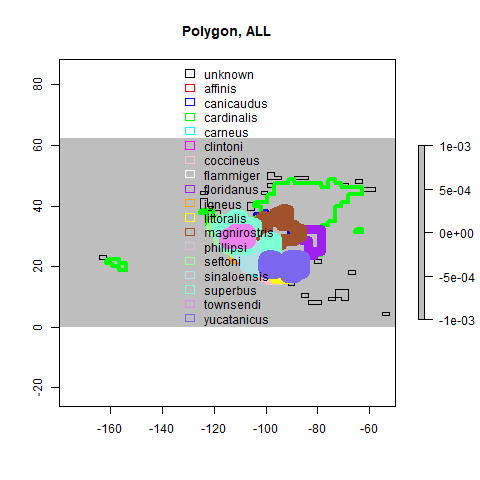 Polygon, ALL
80
60
40
20
0
-20
unknown
affinis
canicaudus
cardinalis
carneus
clintoni
coccineus
flammiger
floridanus
igneus
littoralis
magnirostris
phillipsi
seftoni
sinaloensis
superbus
townsendi
yucatanicus
1e-03
5e-04
0e+00
-5e-04
-1e-03
-160 -140 -120 -100 -80 -60